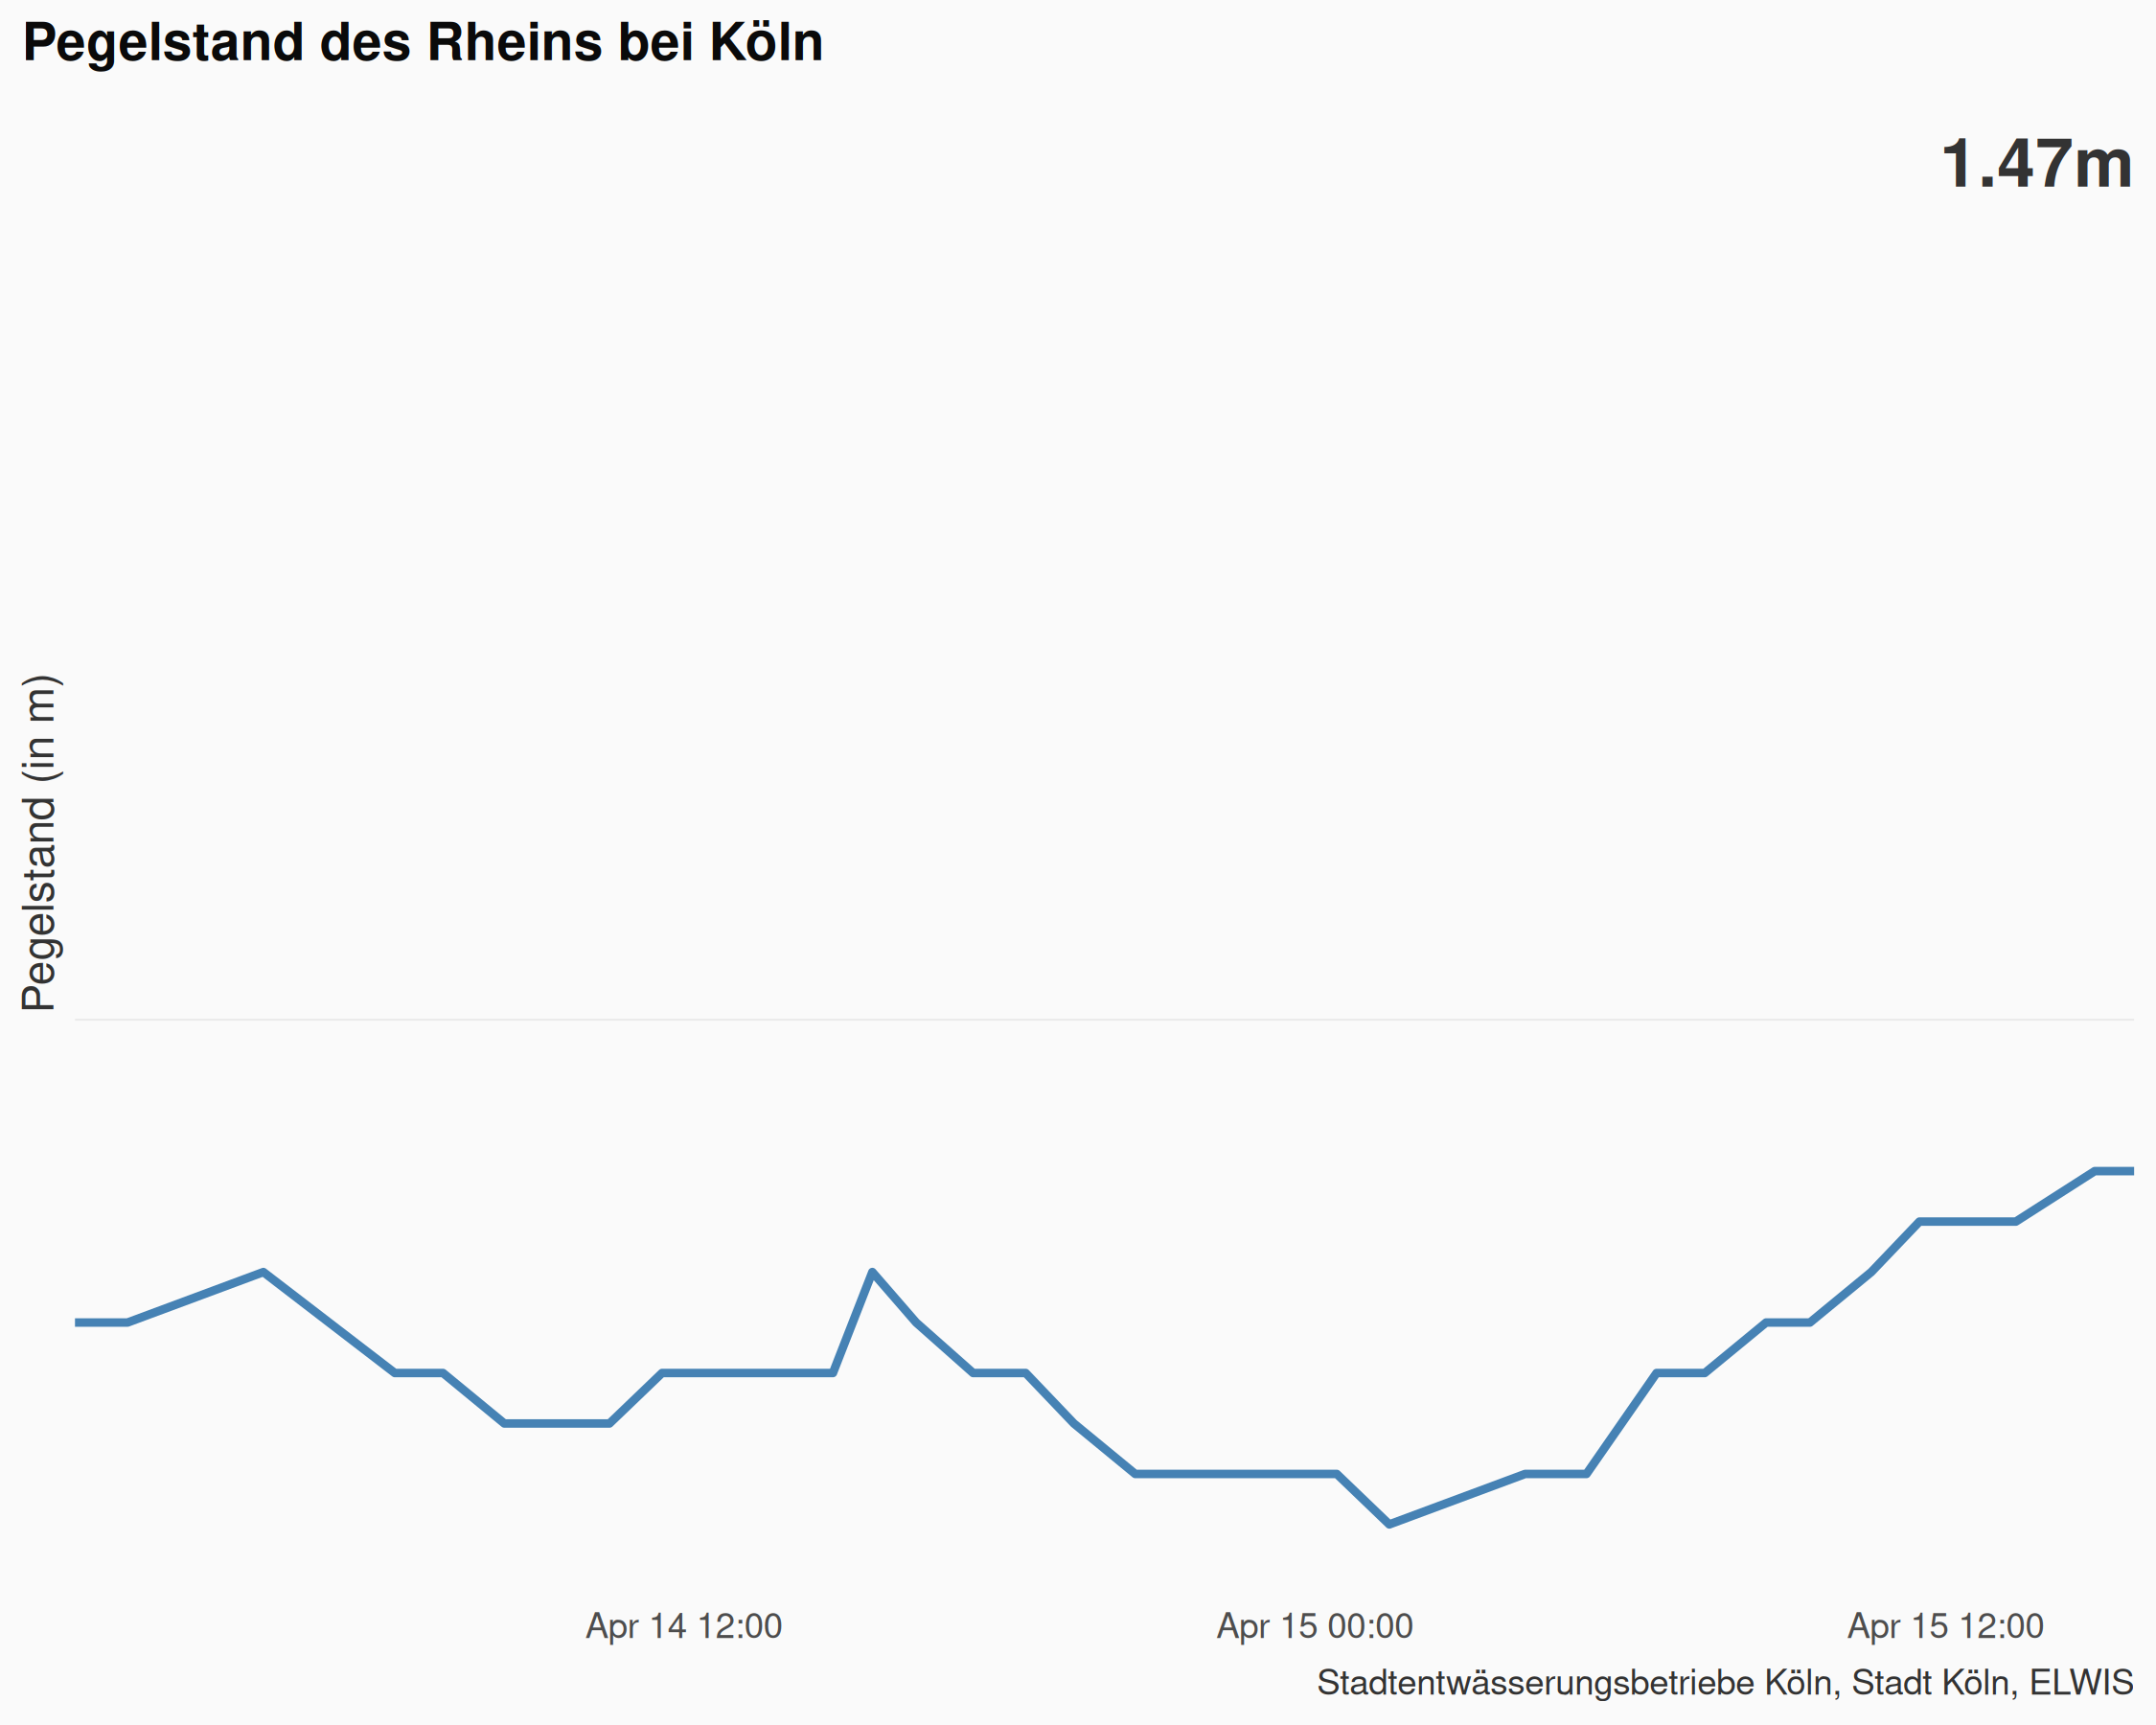 Pegelstand des Rheins bei Köln
1.47m
Pegelstand (in m)
Apr 14 12:00
Apr 15 00:00
Apr 15 12:00
Stadtentwässerungsbetriebe Köln, Stadt Köln, ELWIS